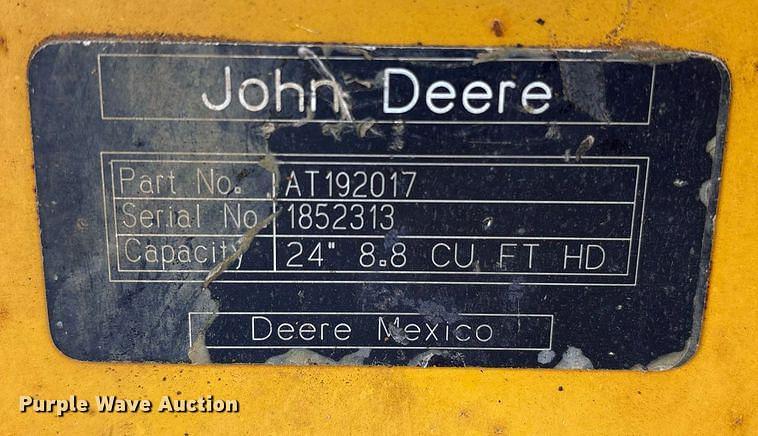 John Deere
Part No. AT192017
Serial No 1852313
Capacity 24" 8.8 CU FT HD
Deere Mexico
Purple Wave Auction